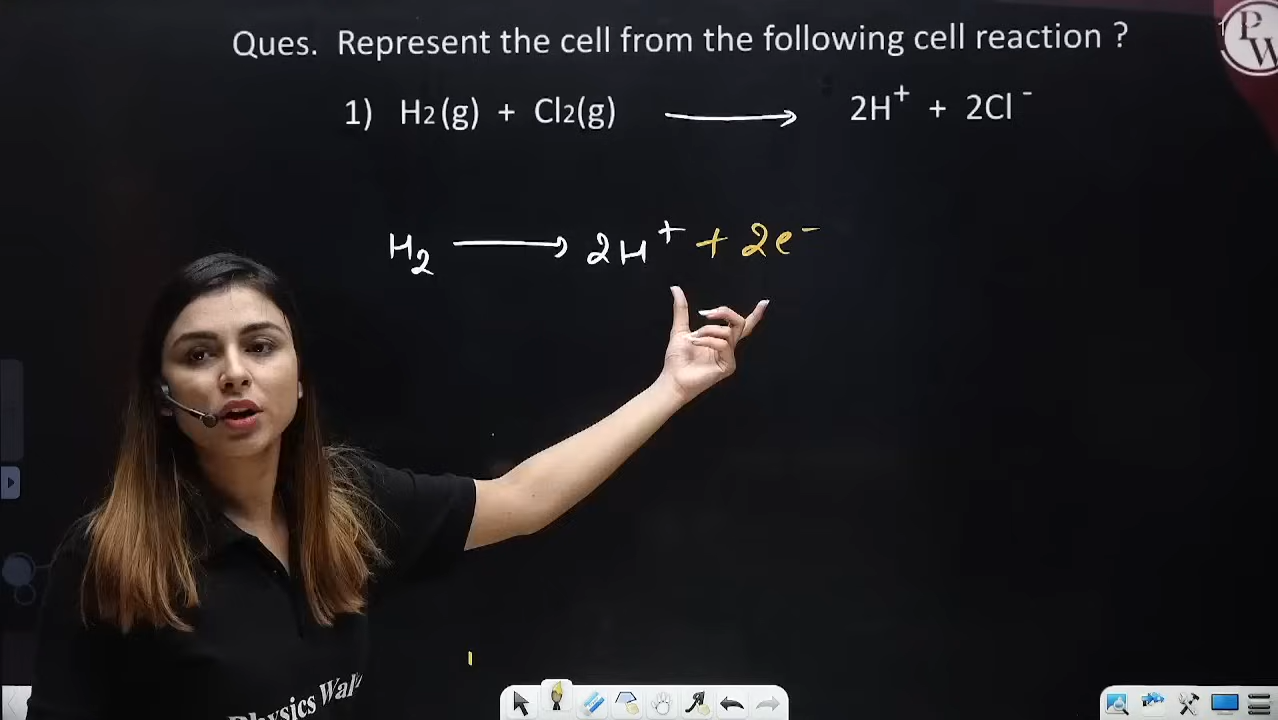 Ques. Represent the cell from the following cell reaction ?
1) H2(g) + Cl2(g) ⟶ 2H⁺ + 2Cl⁻
H₂ ⟶ 2H⁺ + 2e⁻
PW
Physics Wal